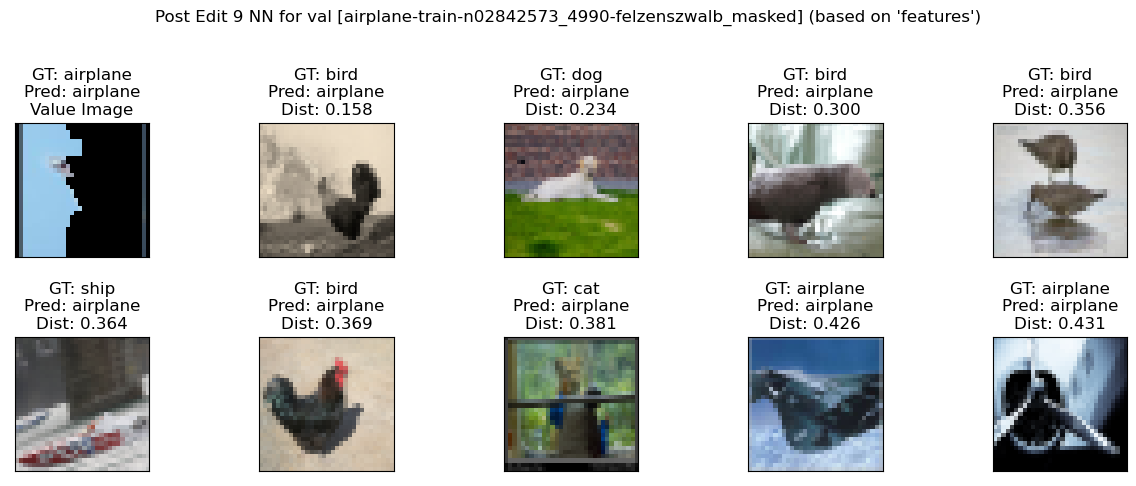 Post Edit 9 NN for val [airplane-train-n02842573_4990-felzenszwalb_masked] (based on 'features')
GT: airplane
Pred: airplane
Value Image
GT: bird
Pred: airplane
Dist: 0.158
GT: dog
Pred: airplane
Dist: 0.234
GT: bird
Pred: airplane
Dist: 0.300
GT: bird
Pred: airplane
Dist: 0.356
GT: ship
Pred: airplane
Dist: 0.364
GT: bird
Pred: airplane
Dist: 0.369
GT: cat
Pred: airplane
Dist: 0.381
GT: airplane
Pred: airplane
Dist: 0.426
GT: airplane
Pred: airplane
Dist: 0.431